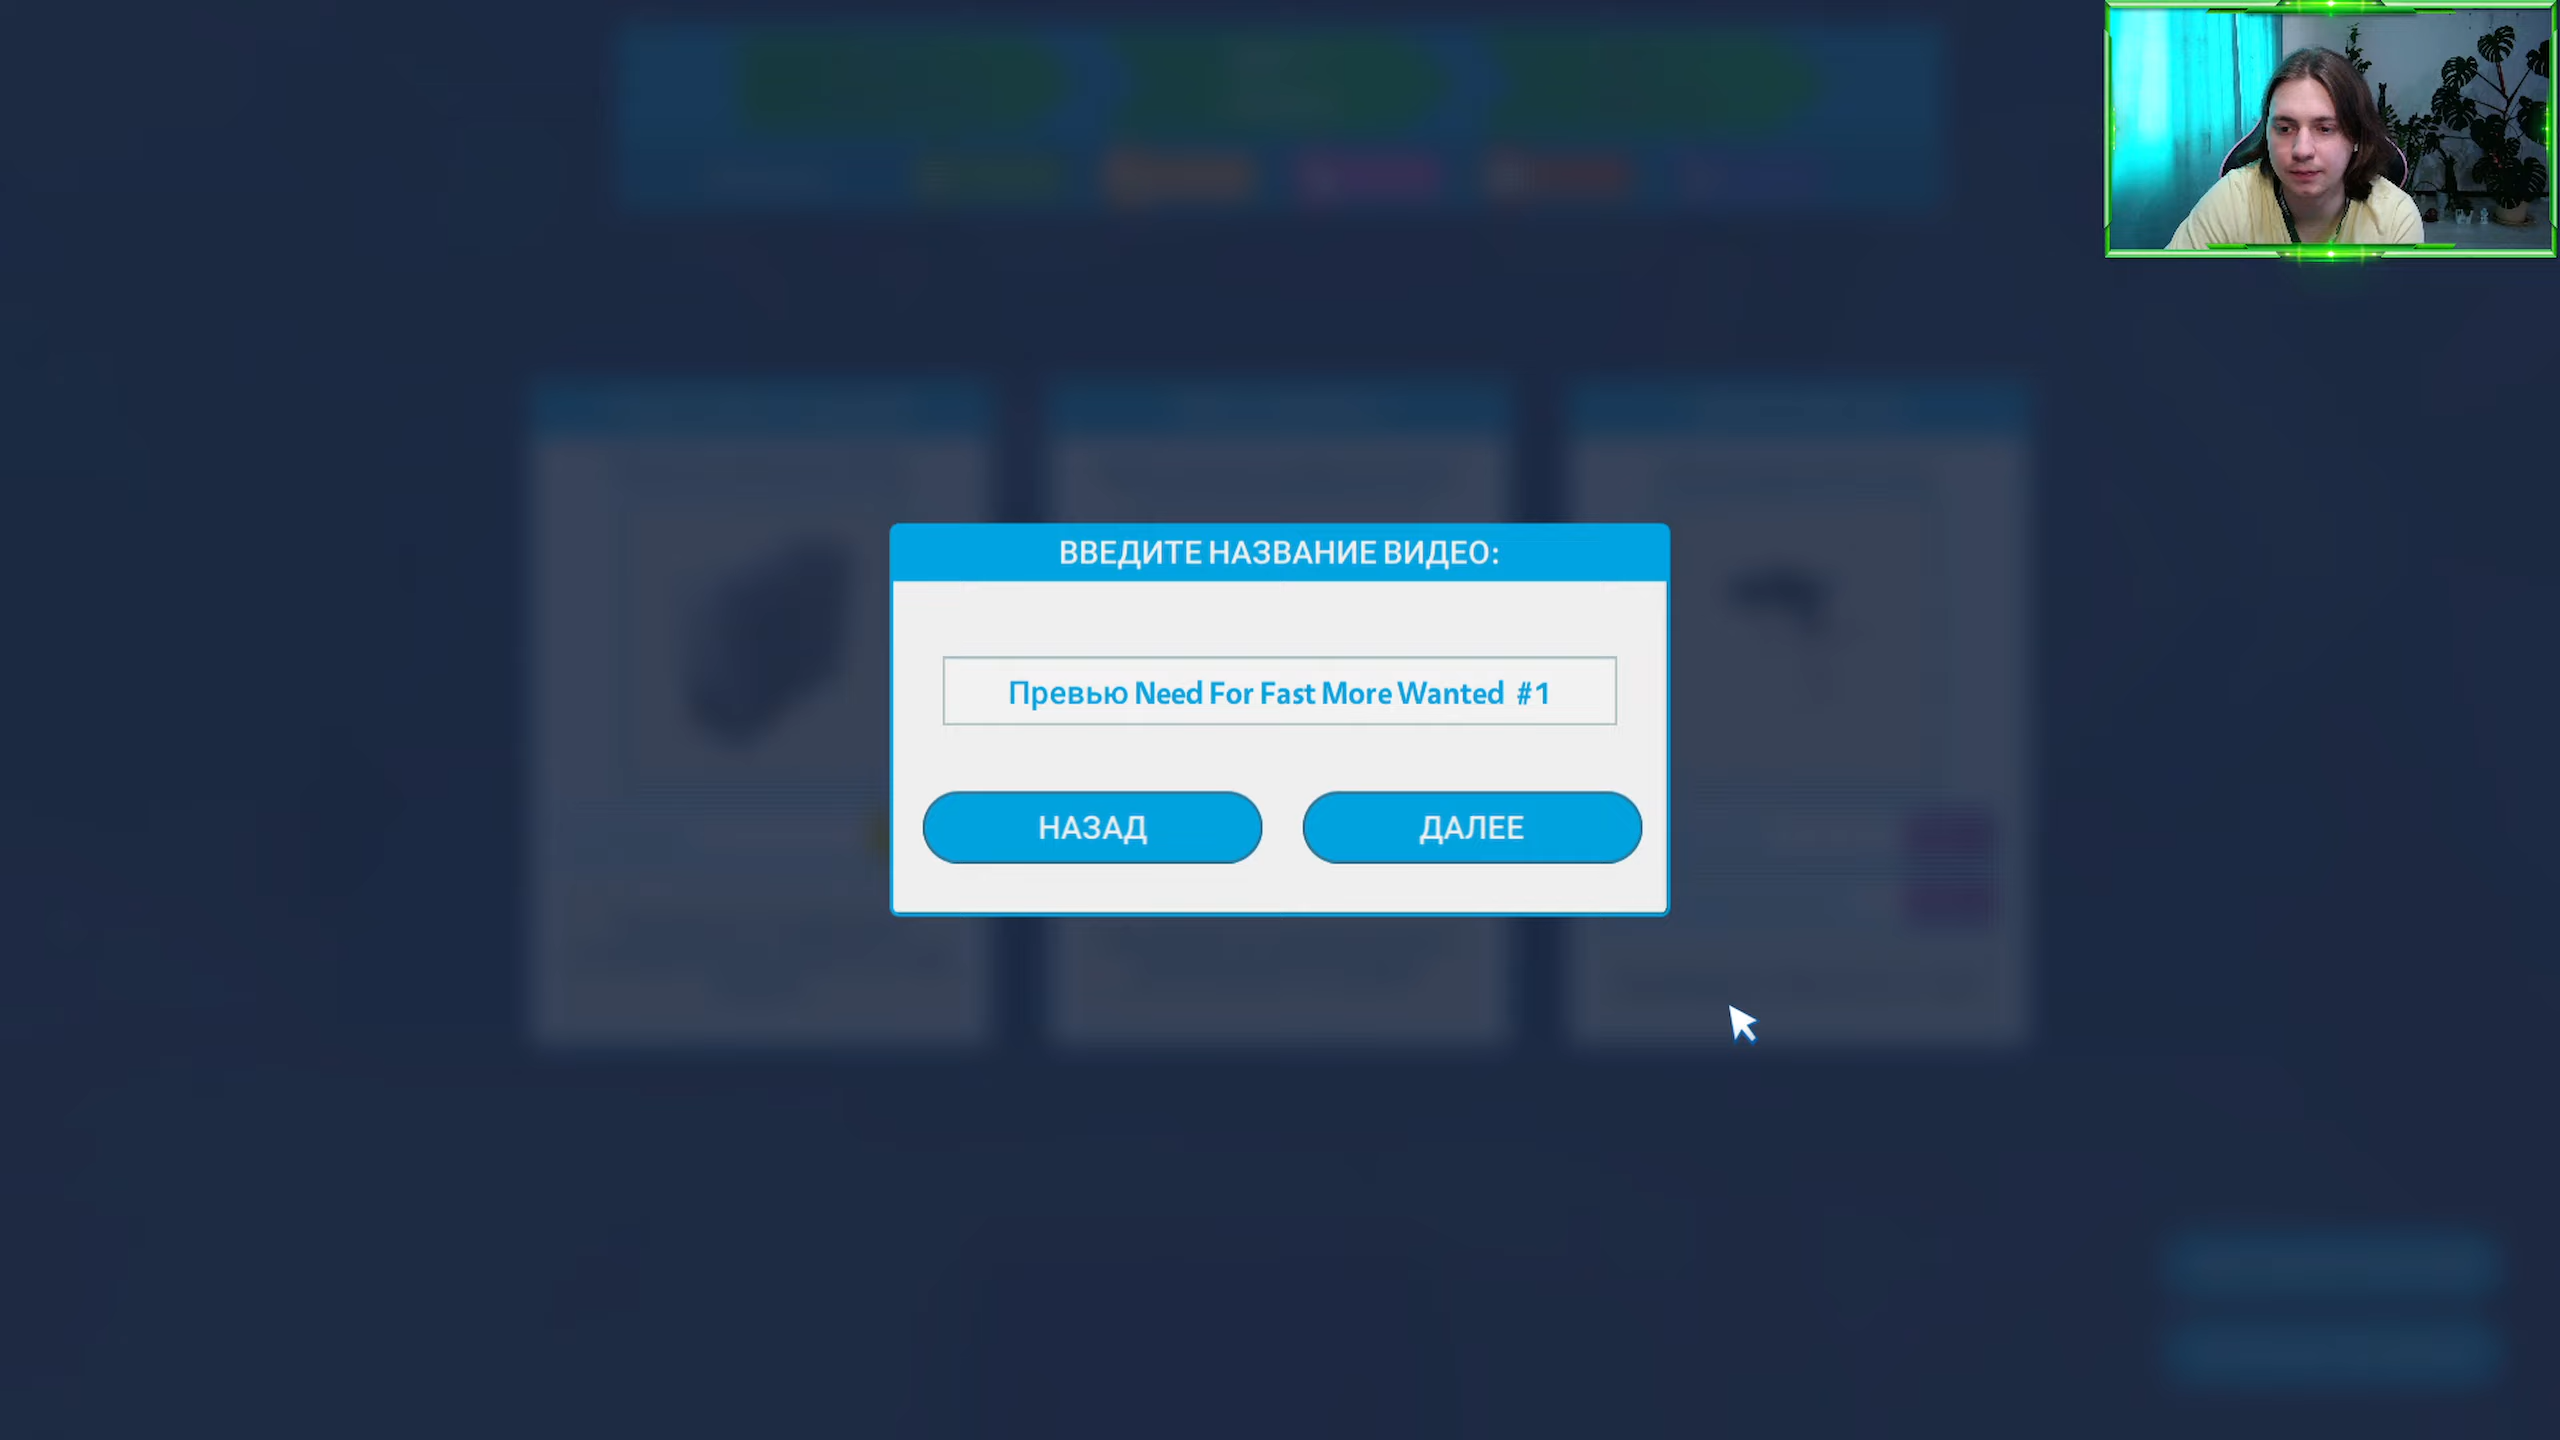 ВВЕДИТЕ НАЗВАНИЕ ВИДЕО:
Превью Need For Fast More Wanted #1
НАЗАД
ДАЛЕЕ